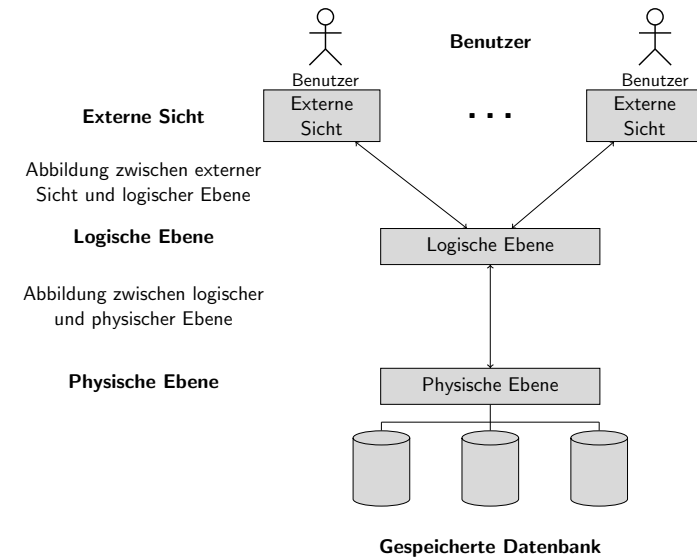 Benutzer
Benutzer
Benutzer
Externe Sicht
Externe
Sicht
. . .
Externe
Sicht
Abbildung zwischen externer
Sicht und logischer Ebene
Logische Ebene
Logische Ebene
Abbildung zwischen logischer
und physischer Ebene
Physische Ebene
Physische Ebene
Gespeicherte Datenbank